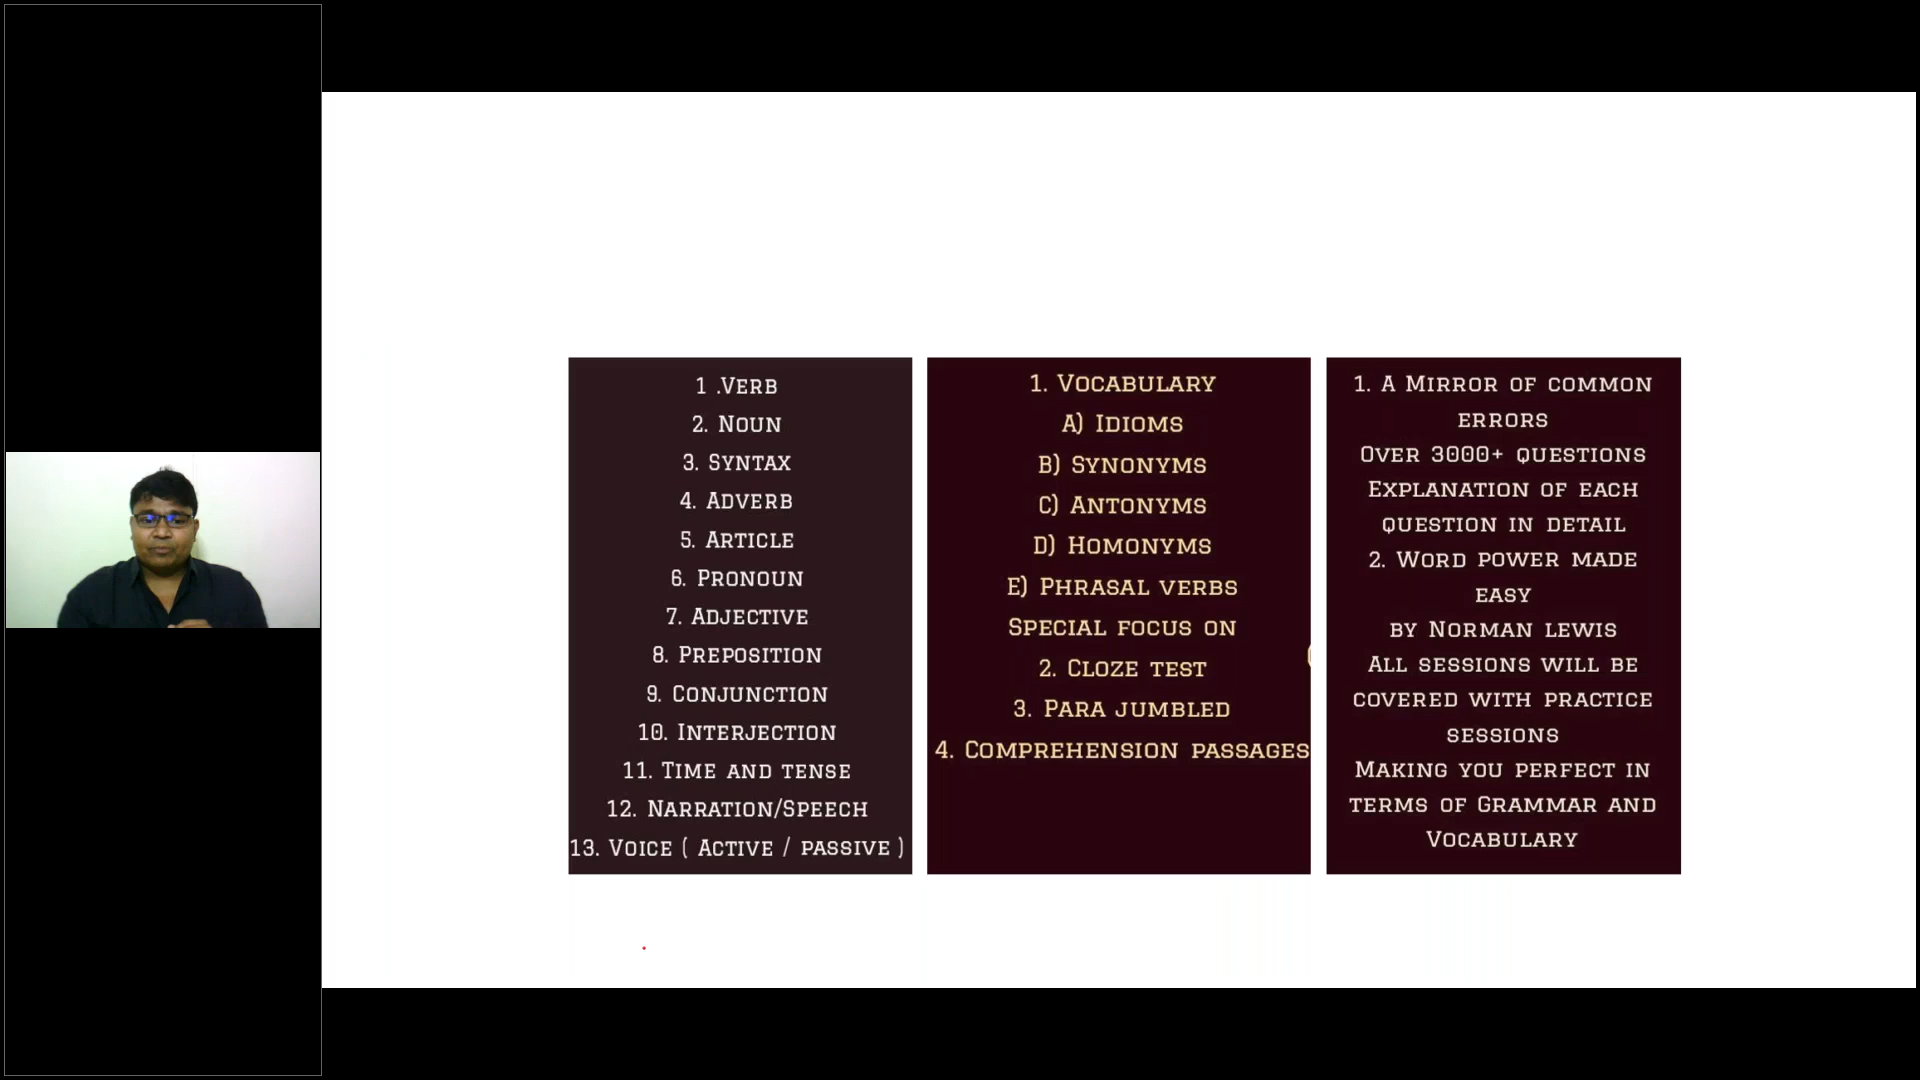 1 .Verb
2. Noun
3. Syntax
4. Adverb
5. Article
6. Pronoun
7. Adjective
8. Preposition
9. Conjunction
10. Interjection
11. Time and tense
12. Narration/Speech
13. Voice ( Active / passive )
1. Vocabulary
A) Idioms
B) Synonyms
C) Antonyms
D) Homonyms
E) Phrasal verbs
Special focus on
2. Cloze test
3. Para jumbled
4. Comprehension passages
1. A Mirror of common
errors
Over 3000+ questions
Explanation of each
question in detail
2. Word power made
easy
by Norman lewis
All sessions will be
covered with practice
sessions
Making you perfect in
terms of Grammar and
Vocabulary